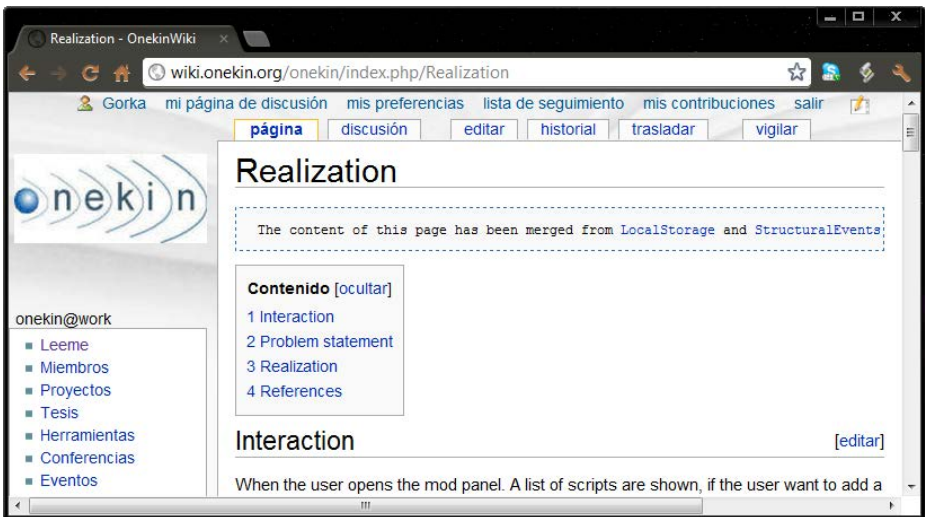 Realization - OnekinWiki
wiki.onekin.org/onekin/index.php/Realization
Gorka mi página de discusión mis preferencias lista de seguimiento mis contribuciones salir
página discusión editar historial trasladar vigilar
onekin
Realization
The content of this page has been merged from LocalStorage and StructuralEvents
Contenido [ocultar]
1 Interaction
2 Problem statement
3 Realization
4 References
onekin@work
Leeme
Miembros
Proyectos
Tesis
Herramientas
Conferencias
Eventos
Interaction [editar]
When the user opens the mod panel. A list of scripts are shown, if the user want to add a